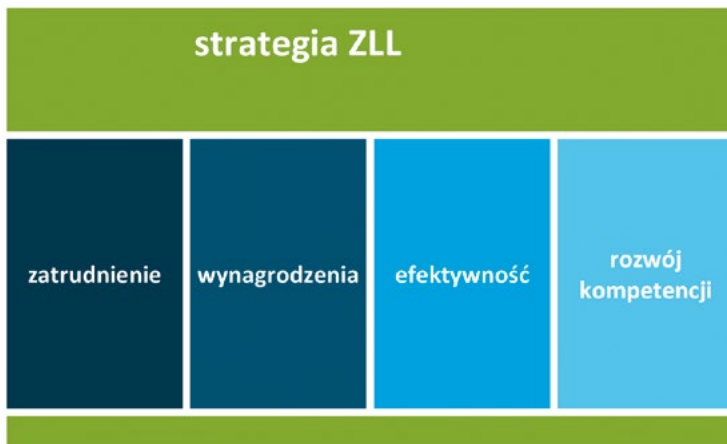 strategia ZLL
zatrudnienie
wynagrodzenia
efektywność
rozwój
kompetencji